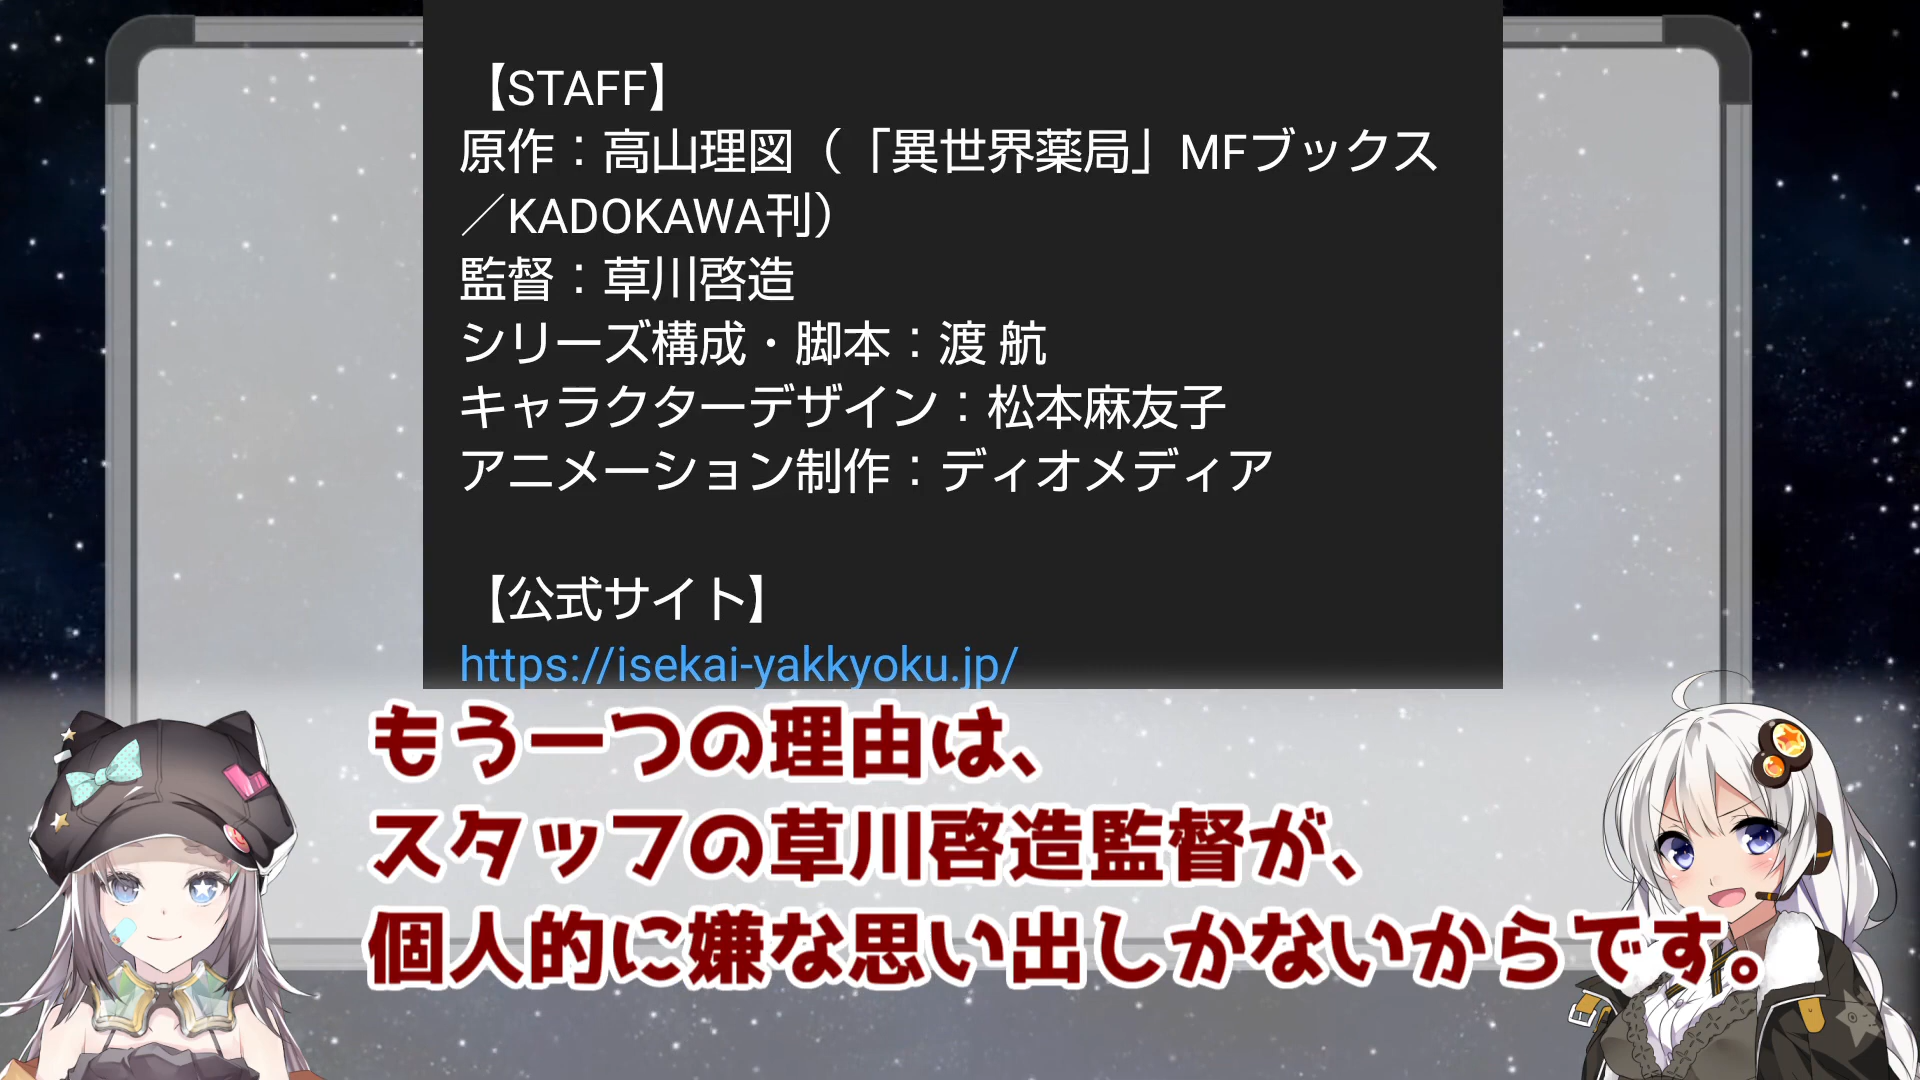 【STAFF】
原作：高山理図（「異世界薬局」MFブックス
／KADOKAWA刊）
監督：草川啓造
シリーズ構成・脚本：渡 航
キャラクターデザイン：松本麻友子
アニメーション制作：ディオメディア
【公式サイト】
https://isekai-yakkyoku.jp/
もう一つの理由は、
スタッフの草川啓造監督が、
個人的に嫌な思い出しかないからです。